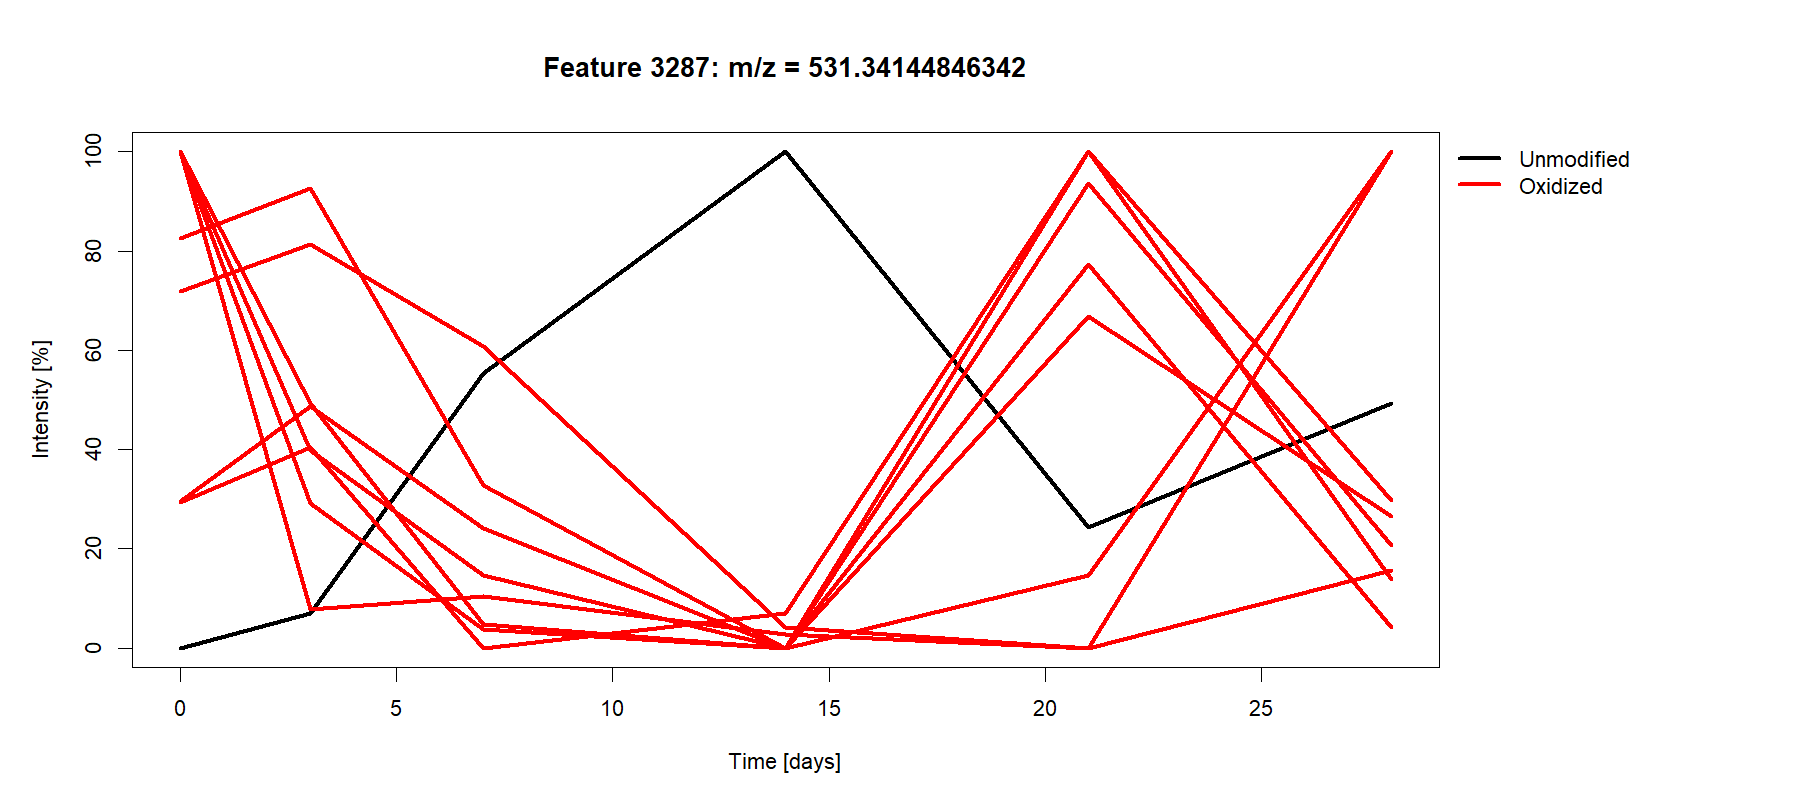 Feature 3287: m/z = 531.34144846342
Unmodified
Oxidized
Intensity [%]
100
80
60
40
20
0
0 5 10 15 20 25
Time [days]